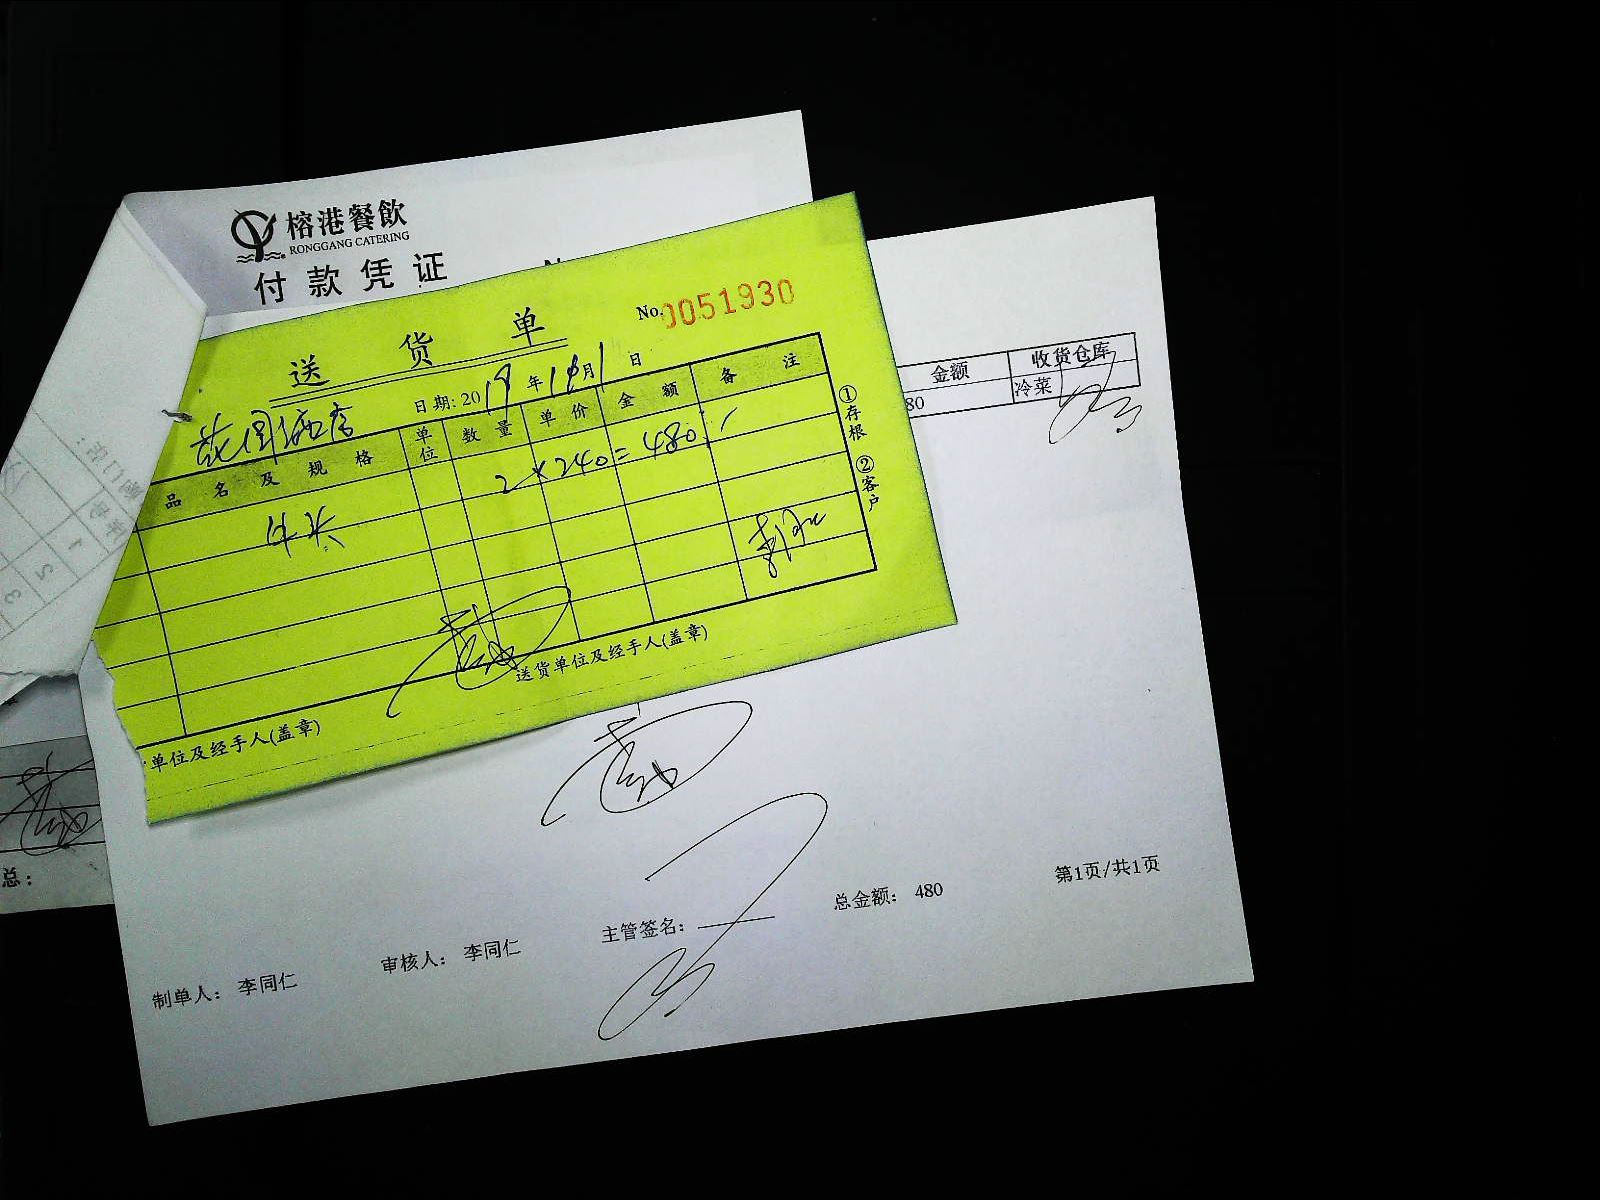 榕港餐飲
RONGGANG CATERING
付款凭证
送货单
No.0051930
花园酒店
日期: 2019年 月1日
品名及规格 单位 数量 单价 金额 备注
2×240=480
牛头
①存根 ②客户
送货单位及经手人(盖章)
单位及经手人(盖章)
金额 收货仓库
80 冷菜
总:
制单人: 李同仁 审核人: 李同仁 主管签名: 总金额: 480 第1页/共1页